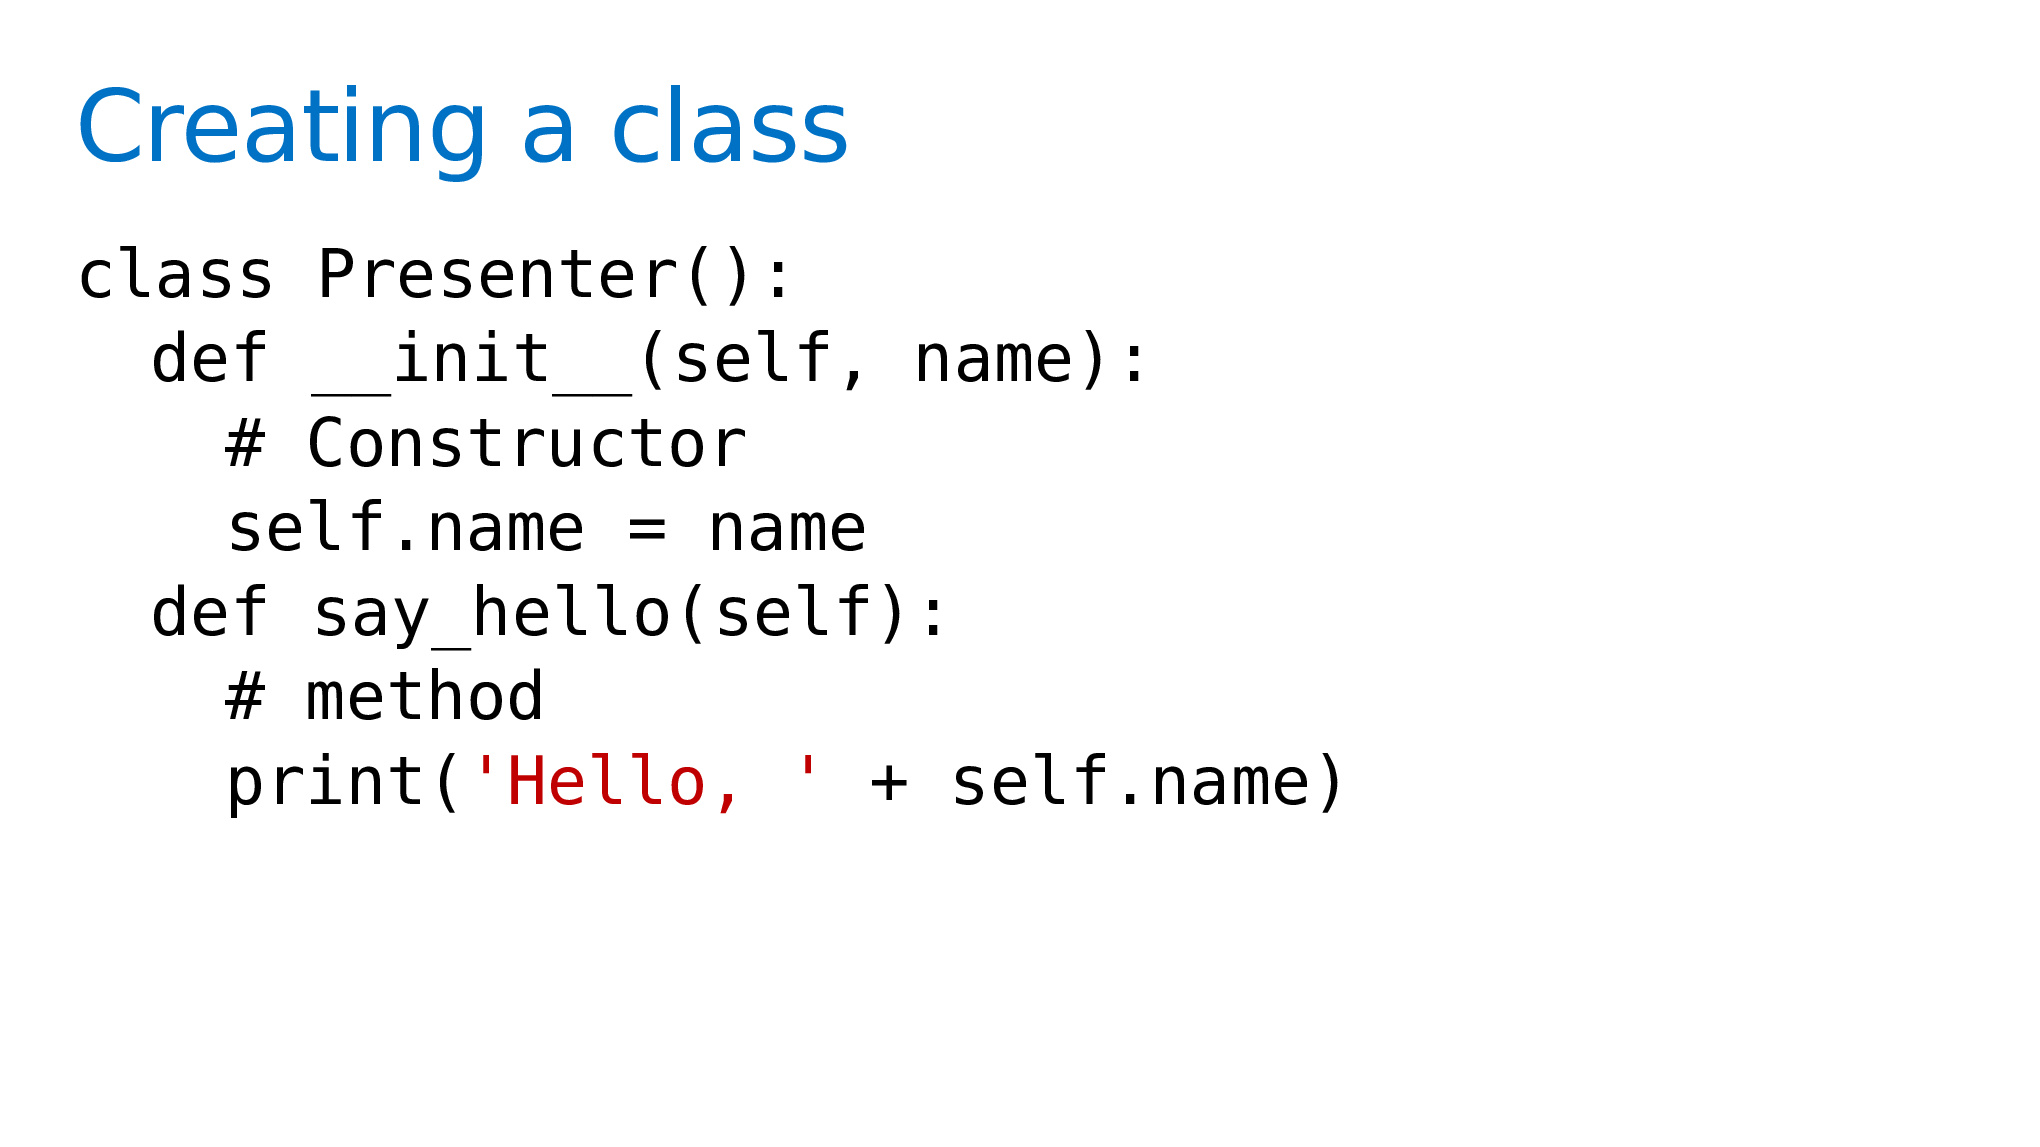 Creating a class
class Presenter():
  def __init__(self, name):
    # Constructor
    self.name = name
  def say_hello(self):
    # method
    print('Hello, ' + self.name)